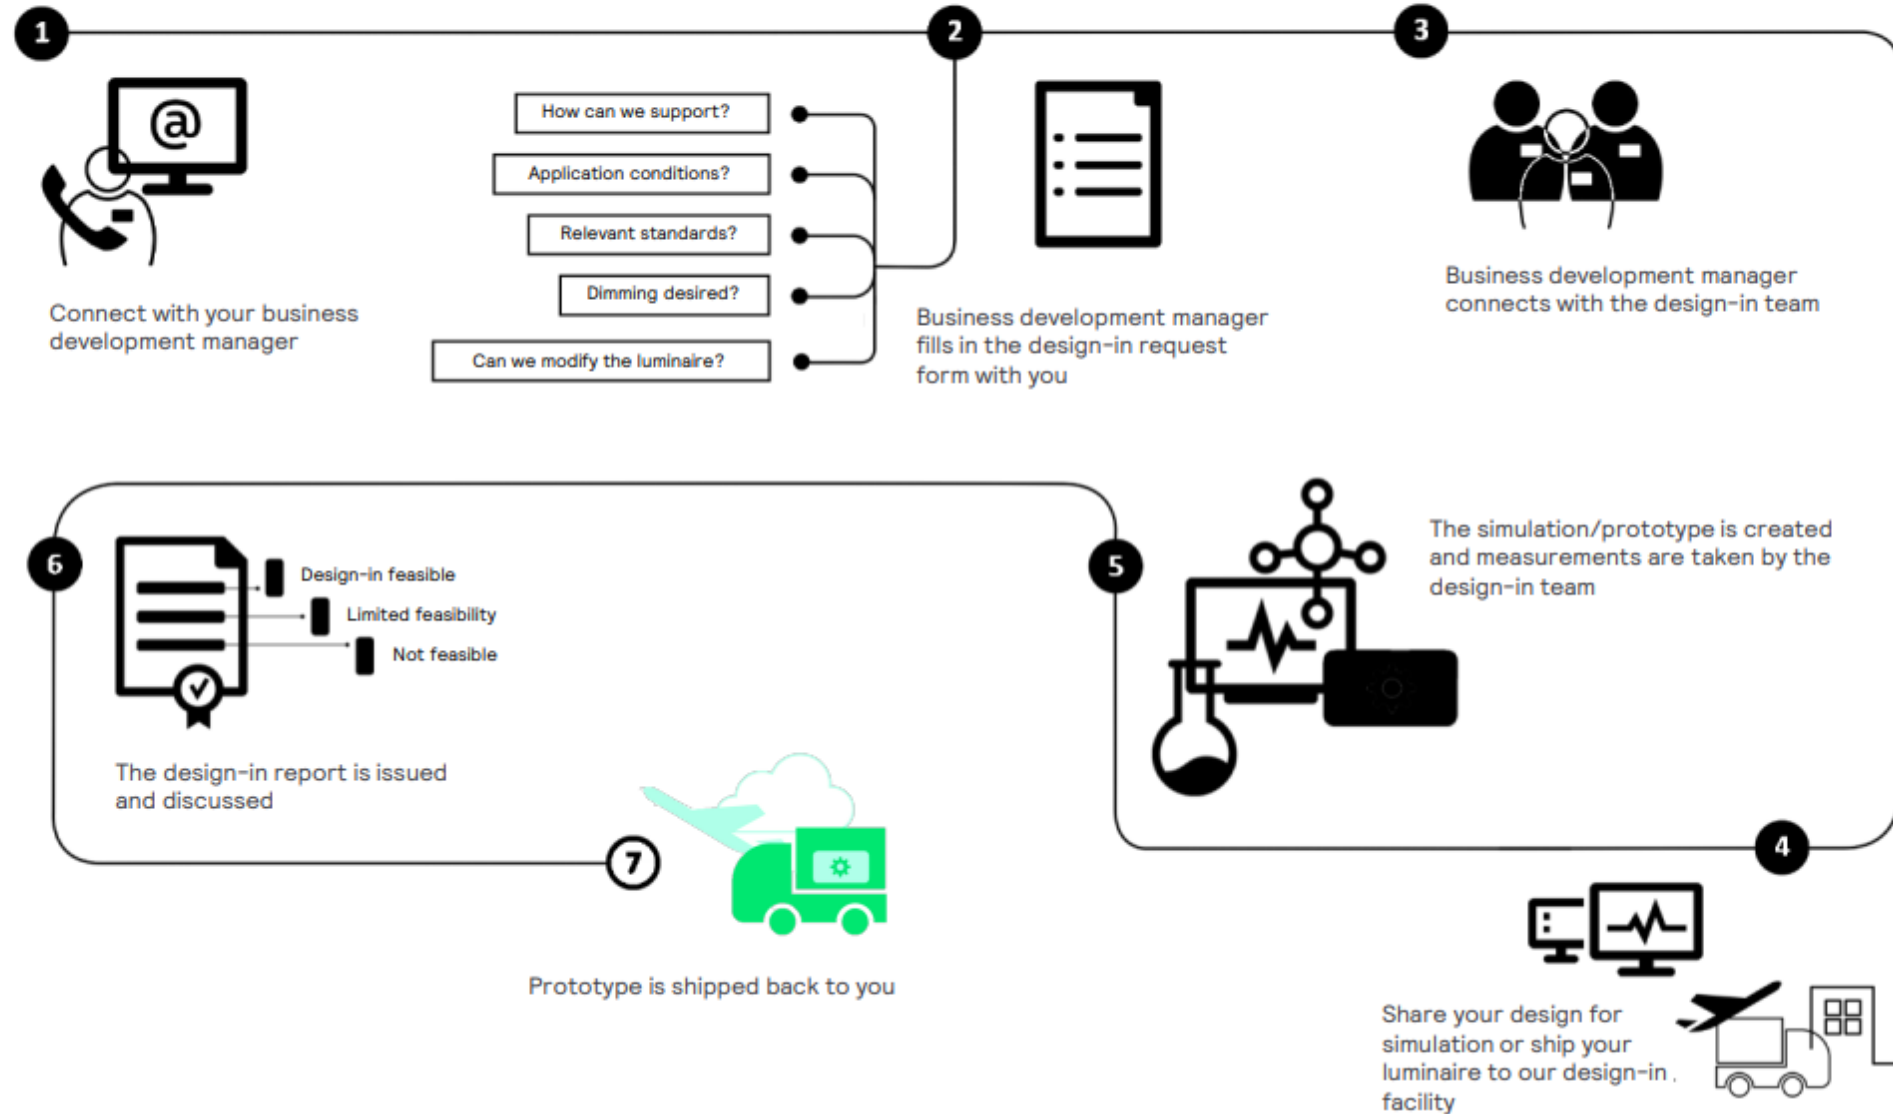 1
@
Connect with your business
development manager
2
How can we support?
Application conditions?
Relevant standards?
Dimming desired?
Can we modify the luminaire?
Business development manager
fills in the design-in request
form with you
3
Business development manager
connects with the design-in team
4
Share your design for
simulation or ship your
luminaire to our design-in
facility
5
The simulation/prototype is created
and measurements are taken by the
design-in team
6
Design-in feasible
Limited feasibility
Not feasible
The design-in report is issued
and discussed
7
Prototype is shipped back to you